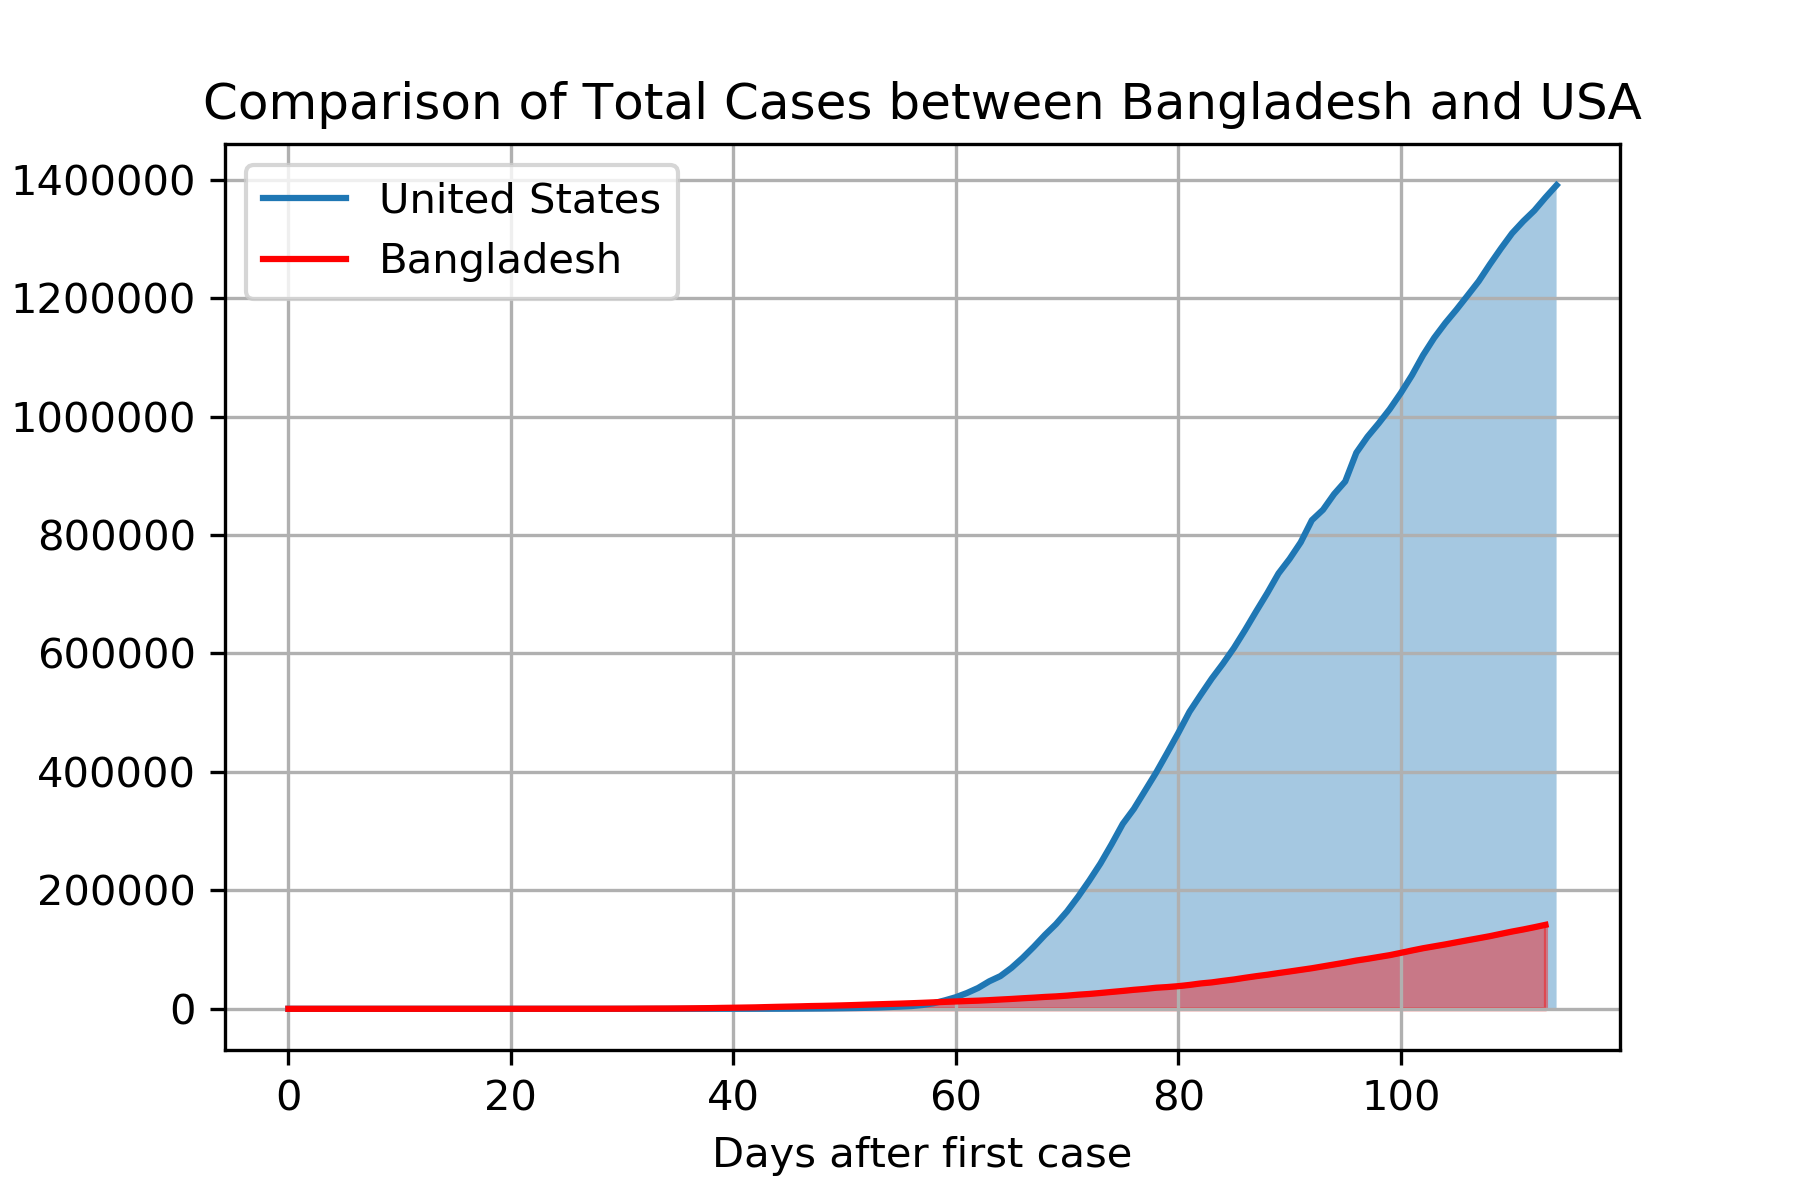 Comparison of Total Cases between Bangladesh and USA
United States
Bangladesh
1400000
1200000
1000000
800000
600000
400000
200000
0
0 20 40 60 80 100
Days after first case